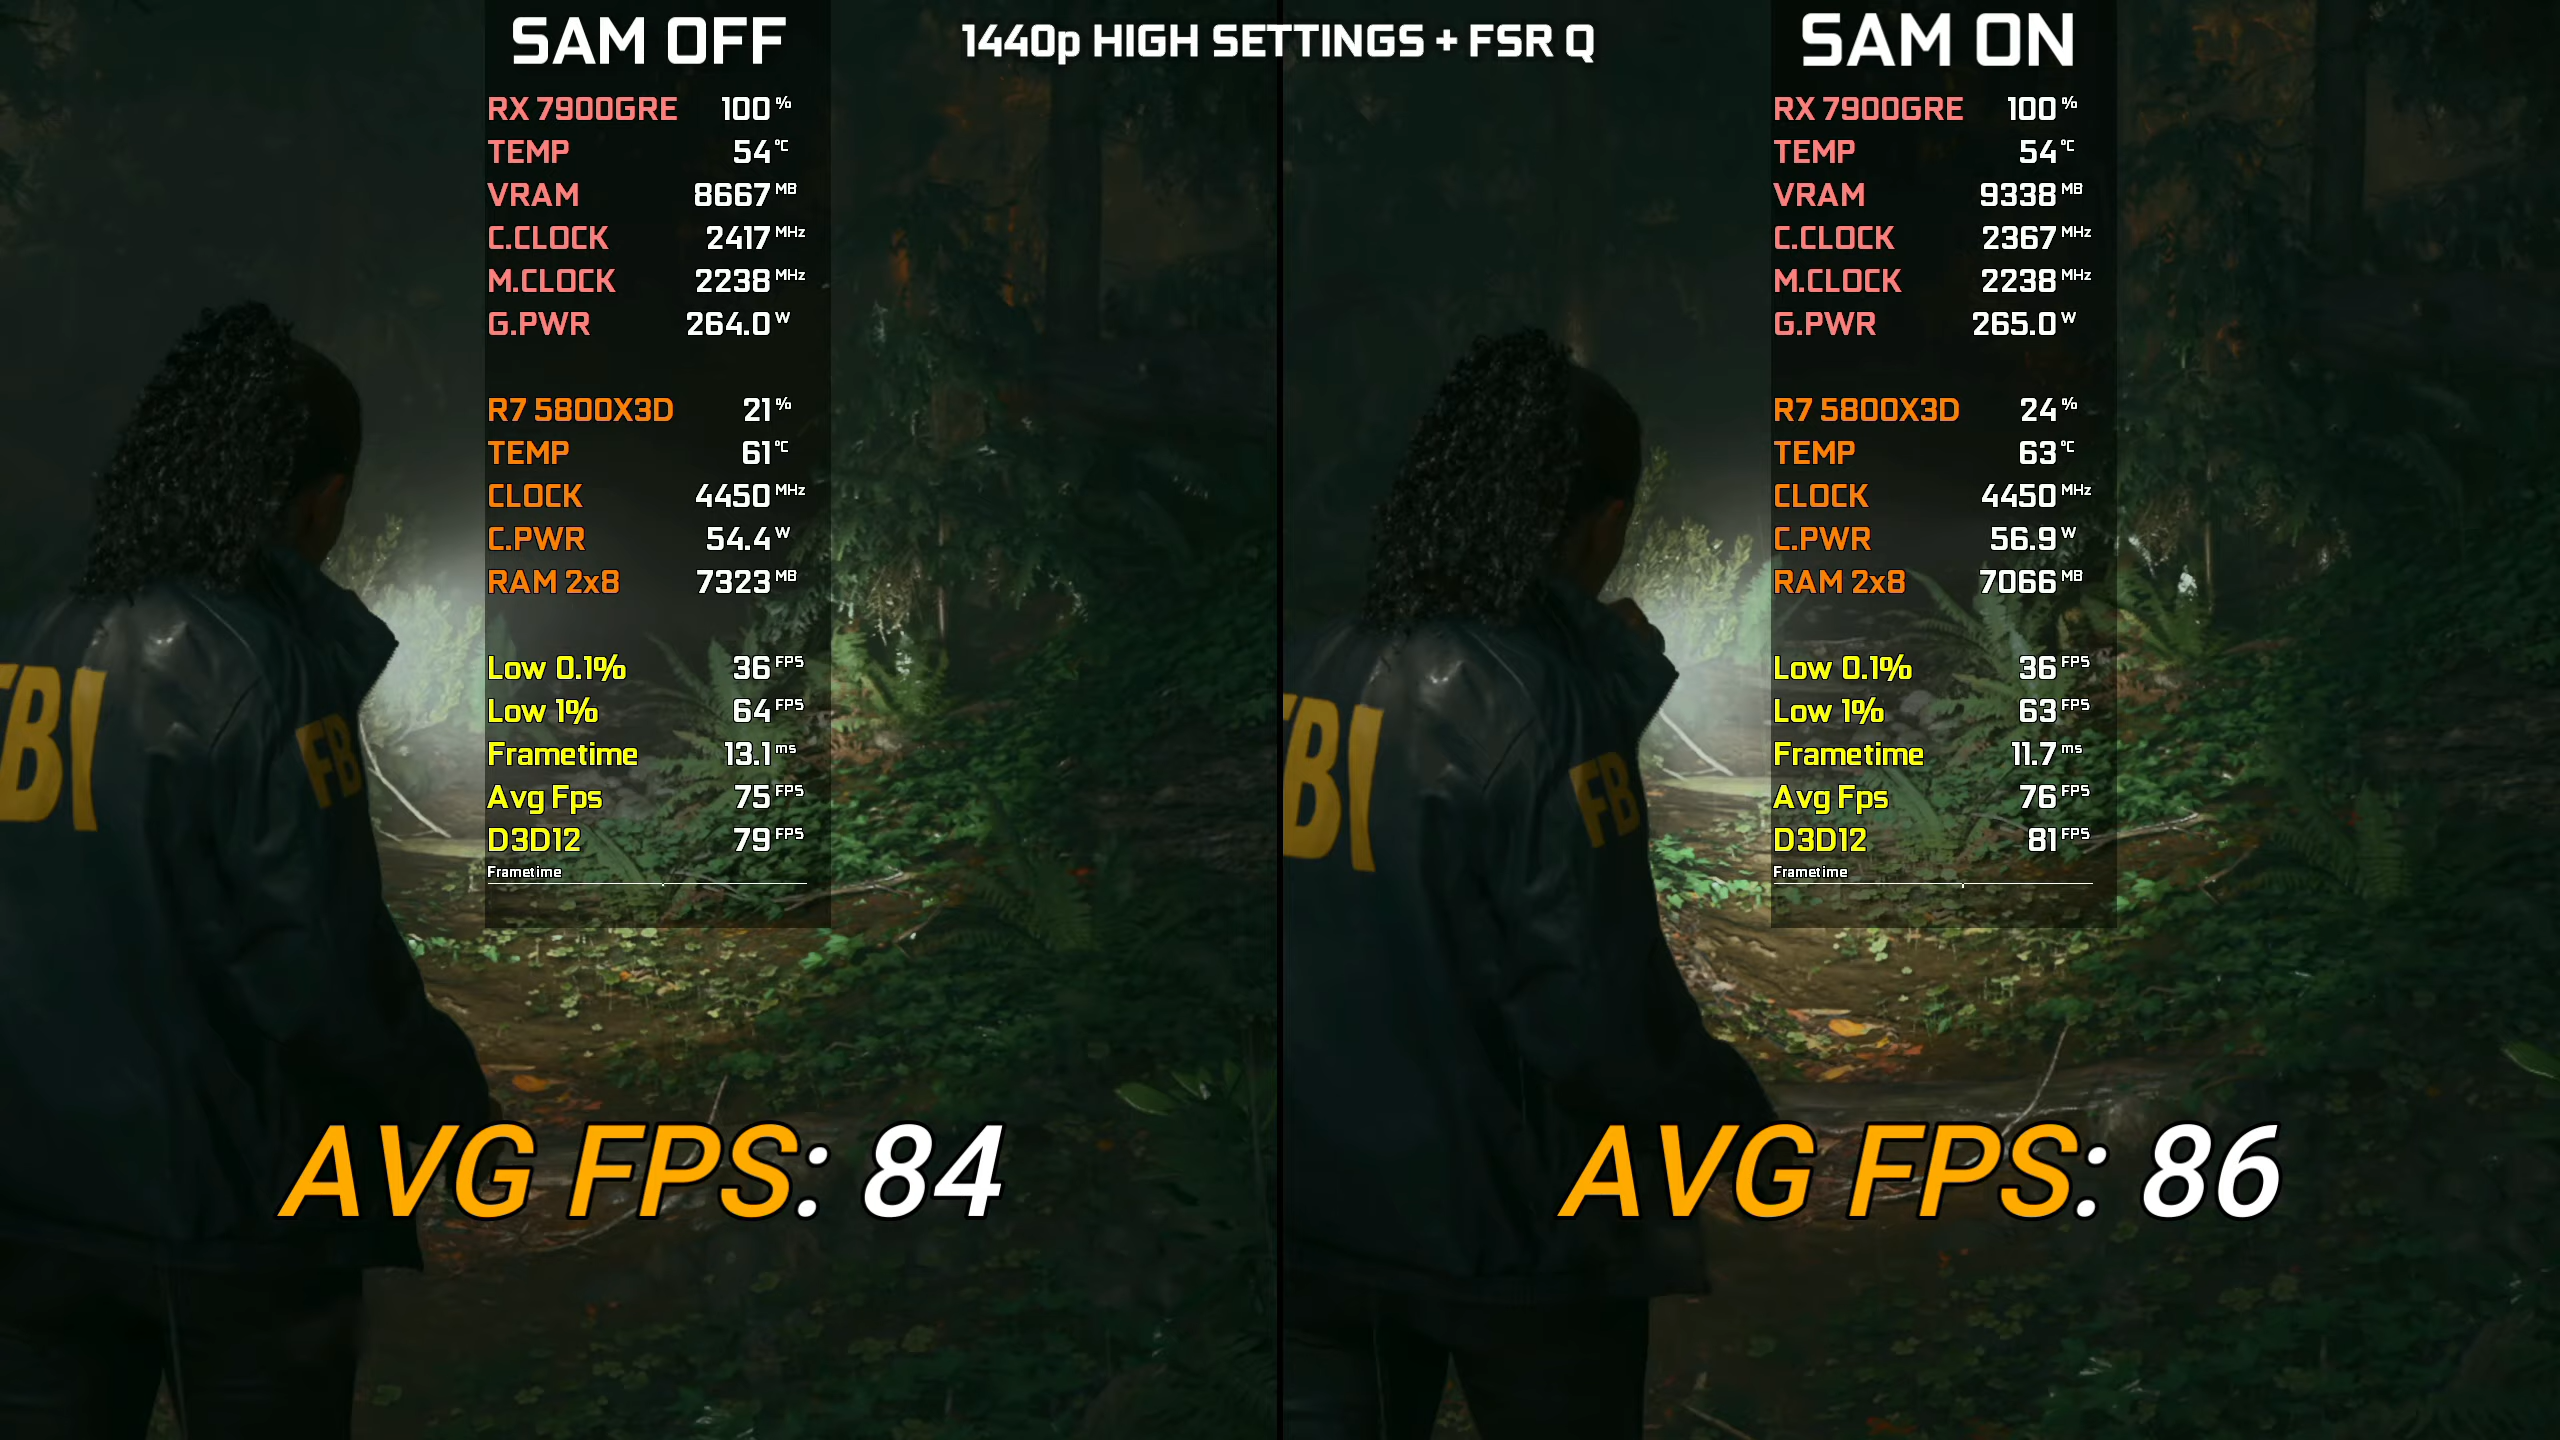 SAM OFF
1440p HIGH SETTINGS + FSR Q
SAM ON
RX 7900GRE 100 %
TEMP 54 °C
VRAM 8667 MB
C.CLOCK 2417 MHz
M.CLOCK 2238 MHz
G.PWR 264.0 W
R7 5800X3D 21 %
TEMP 61 °C
CLOCK 4450 MHz
C.PWR 54.4 W
RAM 2x8 7323 MB
Low 0.1% 36 FPS
Low 1% 64 FPS
Frametime 13.1 ms
Avg Fps 75 FPS
D3D12 79 FPS
Frametime
RX 7900GRE 100 %
TEMP 54 °C
VRAM 9338 MB
C.CLOCK 2367 MHz
M.CLOCK 2238 MHz
G.PWR 265.0 W
R7 5800X3D 24 %
TEMP 63 °C
CLOCK 4450 MHz
C.PWR 56.9 W
RAM 2x8 7066 MB
Low 0.1% 36 FPS
Low 1% 63 FPS
Frametime 11.7 ms
Avg Fps 76 FPS
D3D12 81 FPS
Frametime
FBI
FB
FBI
FB
AVG FPS: 84
AVG FPS: 86